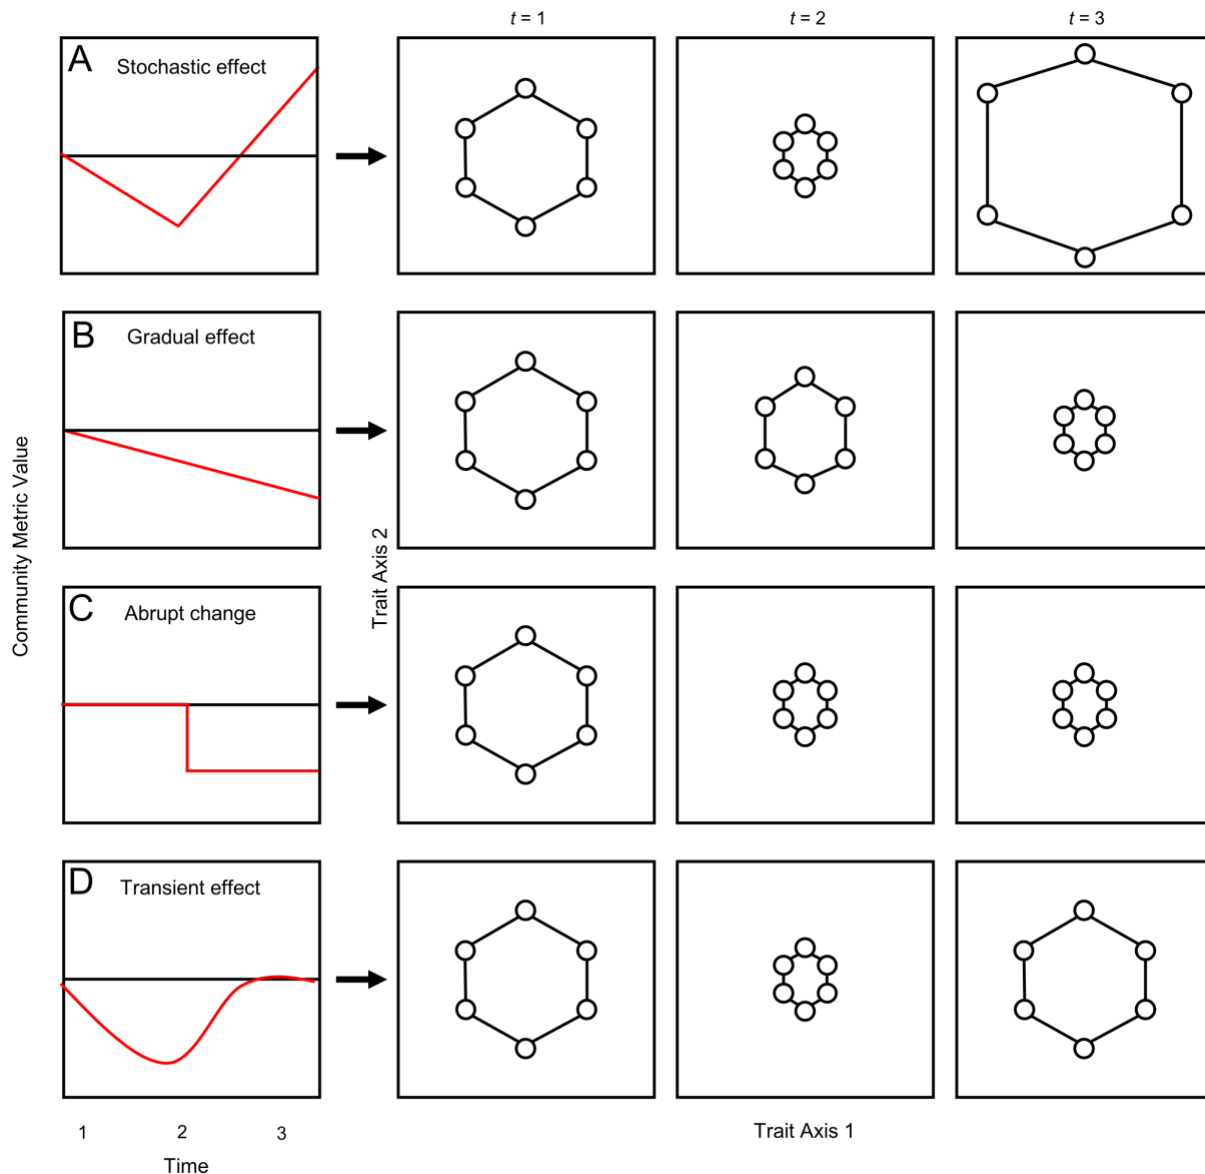 t = 1
t = 2
t = 3
A
Stochastic effect
B
Gradual effect
Community Metric Value
Trait Axis 2
C
Abrupt change
D
Transient effect
1
2
3
Time
Trait Axis 1